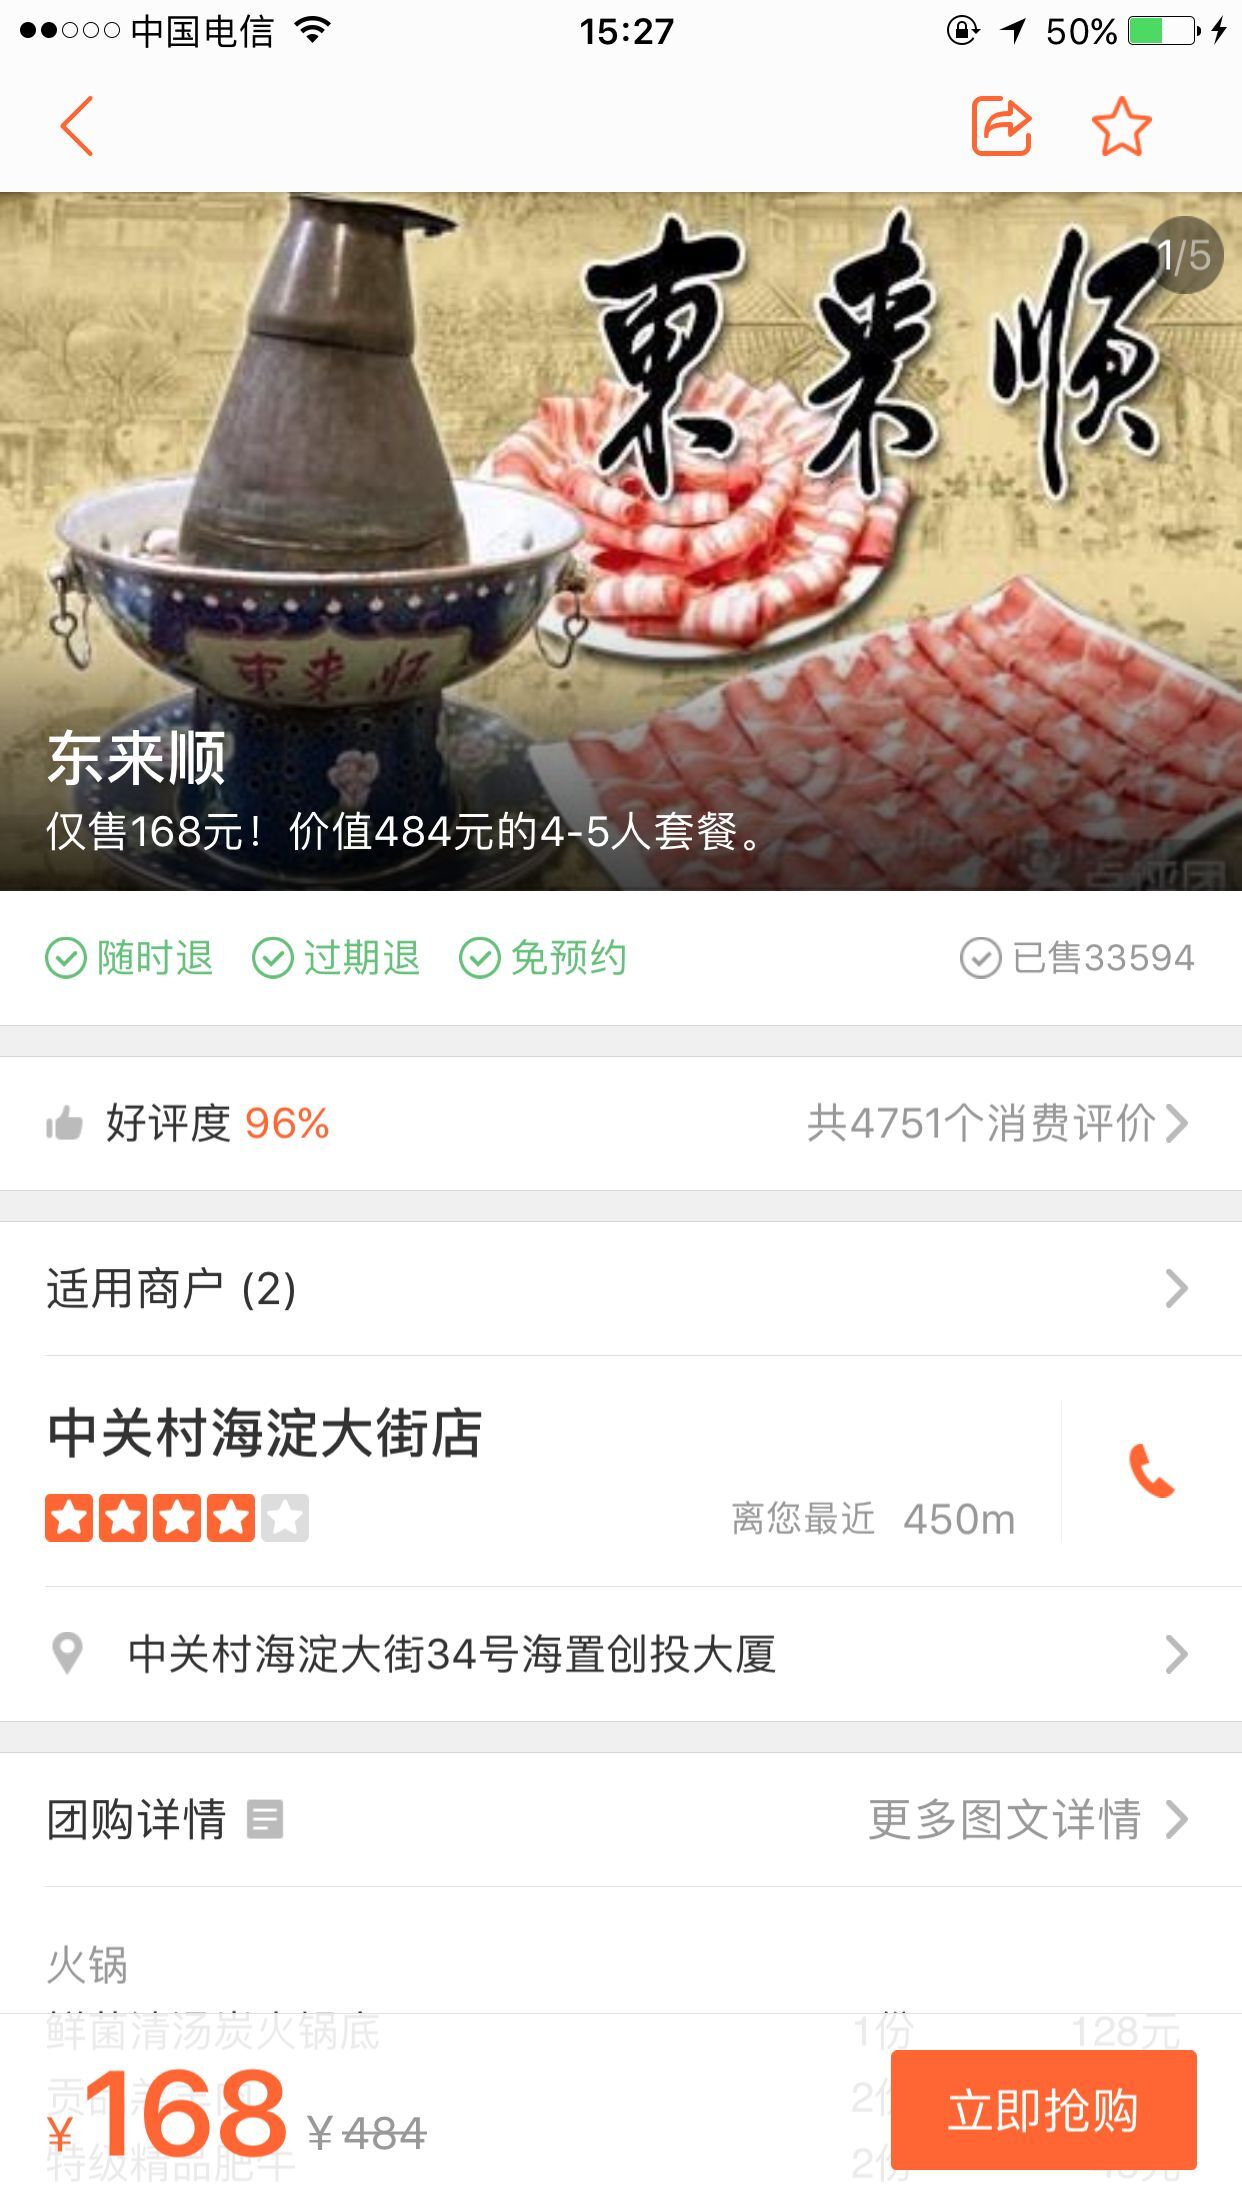 中国电信
15:27
50%
東来顺
1/5
東来顺
东来顺
仅售168元！价值484元的4-5人套餐。
点评团
随时退
过期退
免预约
已售33594
好评度 96%
共4751个消费评价
适用商户 (2)
中关村海淀大街店
离您最近 450m
中关村海淀大街34号海置创投大厦
团购详情
更多图文详情
火锅
鲜菌清汤炭火锅底 1份 128元
2份
特级精品肥牛 2份
¥168 ¥484
立即抢购